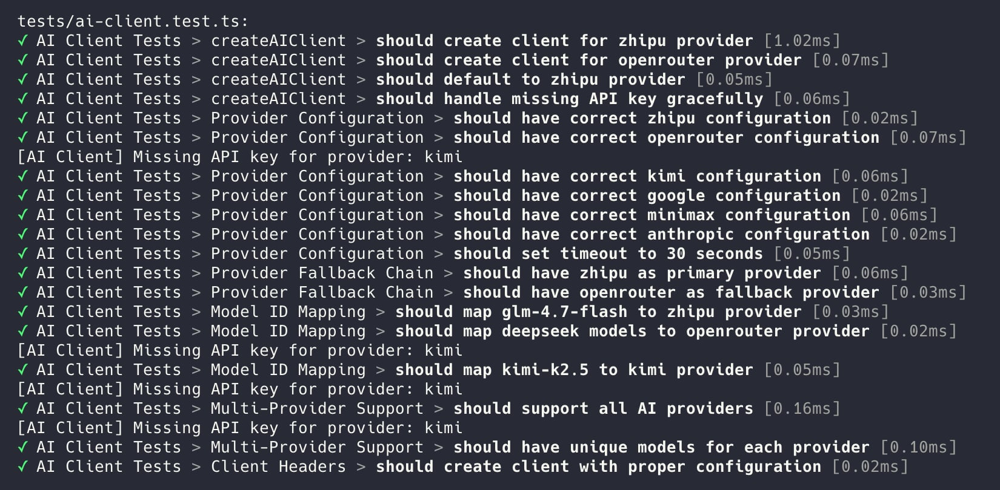 tests/ai-client.test.ts:
✓ AI Client Tests > createAIClient > should create client for zhipu provider [1.02ms]
✓ AI Client Tests > createAIClient > should create client for openrouter provider [0.07ms]
✓ AI Client Tests > createAIClient > should default to zhipu provider [0.05ms]
✓ AI Client Tests > createAIClient > should handle missing API key gracefully [0.06ms]
✓ AI Client Tests > Provider Configuration > should have correct zhipu configuration [0.02ms]
✓ AI Client Tests > Provider Configuration > should have correct openrouter configuration [0.07ms]
[AI Client] Missing API key for provider: kimi
✓ AI Client Tests > Provider Configuration > should have correct kimi configuration [0.06ms]
✓ AI Client Tests > Provider Configuration > should have correct google configuration [0.02ms]
✓ AI Client Tests > Provider Configuration > should have correct minimax configuration [0.06ms]
✓ AI Client Tests > Provider Configuration > should have correct anthropic configuration [0.02ms]
✓ AI Client Tests > Provider Configuration > should set timeout to 30 seconds [0.05ms]
✓ AI Client Tests > Provider Fallback Chain > should have zhipu as primary provider [0.06ms]
✓ AI Client Tests > Provider Fallback Chain > should have openrouter as fallback provider [0.03ms]
✓ AI Client Tests > Model ID Mapping > should map glm-4.7-flash to zhipu provider [0.03ms]
✓ AI Client Tests > Model ID Mapping > should map deepseek models to openrouter provider [0.02ms]
[AI Client] Missing API key for provider: kimi
✓ AI Client Tests > Model ID Mapping > should map kimi-k2.5 to kimi provider [0.05ms]
[AI Client] Missing API key for provider: kimi
✓ AI Client Tests > Multi-Provider Support > should support all AI providers [0.16ms]
[AI Client] Missing API key for provider: kimi
✓ AI Client Tests > Multi-Provider Support > should have unique models for each provider [0.10ms]
✓ AI Client Tests > Client Headers > should create client with proper configuration [0.02ms]